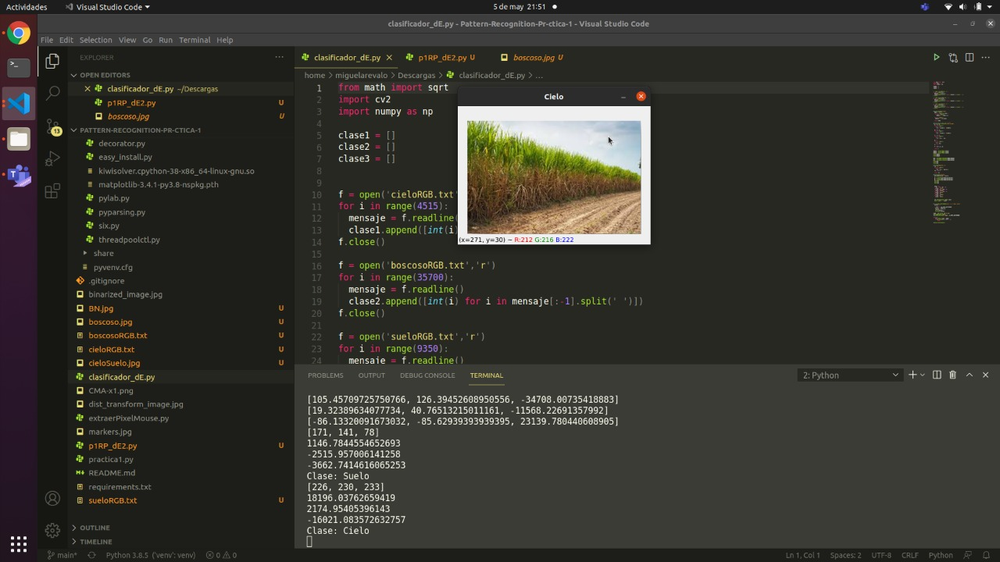 Actividades
Visual Studio Code
5 de may 21:51
clasificador_dE.py - Pattern-Recognition-Pr-ctica-1 - Visual Studio Code
File Edit Selection View Go Run Terminal Help
EXPLORER
OPEN EDITORS
clasificador_dE.py ~/Descargas
p1RP_dE2.py U
boscoso.jpg U
PATTERN-RECOGNITION-PR-CTICA-1
decorator.py
easy_install.py
kiwisolver.cpython-38-x86_64-linux-gnu.so
matplotlib-3.4.1-py3.8-nspkg.pth
pylab.py
pyparsing.py
six.py
threadpoolctl.py
share
pyvenv.cfg
.gitignore
binarized_image.jpg
BN.jpg U
boscoso.jpg U
boscosoRGB.txt U
cieloRGB.txt U
cieloSuelo.jpg U
clasificador_dE.py
CMA-x1.png
dist_transform_image.jpg
extraerPixelMouse.py
markers.jpg
p1RP_dE2.py U
practica1.py
README.md
requirements.txt
sueloRGB.txt U
OUTLINE
TIMELINE
13
clasificador_dE.py
p1RP_dE2.py U
boscoso.jpg U
home > miguelarevalo > Descargas > clasificador_dE.py > ...
1 from math import sqrt
2 import cv2
3 import numpy as np
4
5 clase1 = []
6 clase2 = []
7 clase3 = []
8
9
10 f = open('cieloRGB.txt'
11 for i in range(4515):
12 mensaje = f.readline(
13 clase1.append([int(i)
14 f.close()
15
16 f = open('boscosoRGB.txt','r')
17 for i in range(35700):
18 mensaje = f.readline()
19 clase2.append([int(i) for i in mensaje[:-1].split(' ')])
20 f.close()
21
22 f = open('sueloRGB.txt','r')
23 for i in range(9350):
24 mensaje = f.readline()
Cielo
(x=271, y=30) ~ R:212 G:216 B:222
PROBLEMS OUTPUT DEBUG CONSOLE TERMINAL
2: Python
[105.45709725750766, 126.39452608950556, -34708.00735418883]
[19.32389634077734, 40.76513215011161, -11568.22691357992]
[-86.13320091673032, -85.62939393939395, 23139.780440608905]
[171, 141, 78]
1146.7844554652693
-2515.957006141258
-3662.7414616065253
Clase: Suelo
[226, 230, 233]
18196.03762659419
2174.95405396143
-16021.083572632757
Clase: Cielo
main* Python 3.8.5 ('venv': venv) 0 0 Ln 1, Col 1 Spaces: 2 UTF-8 CRLF Python